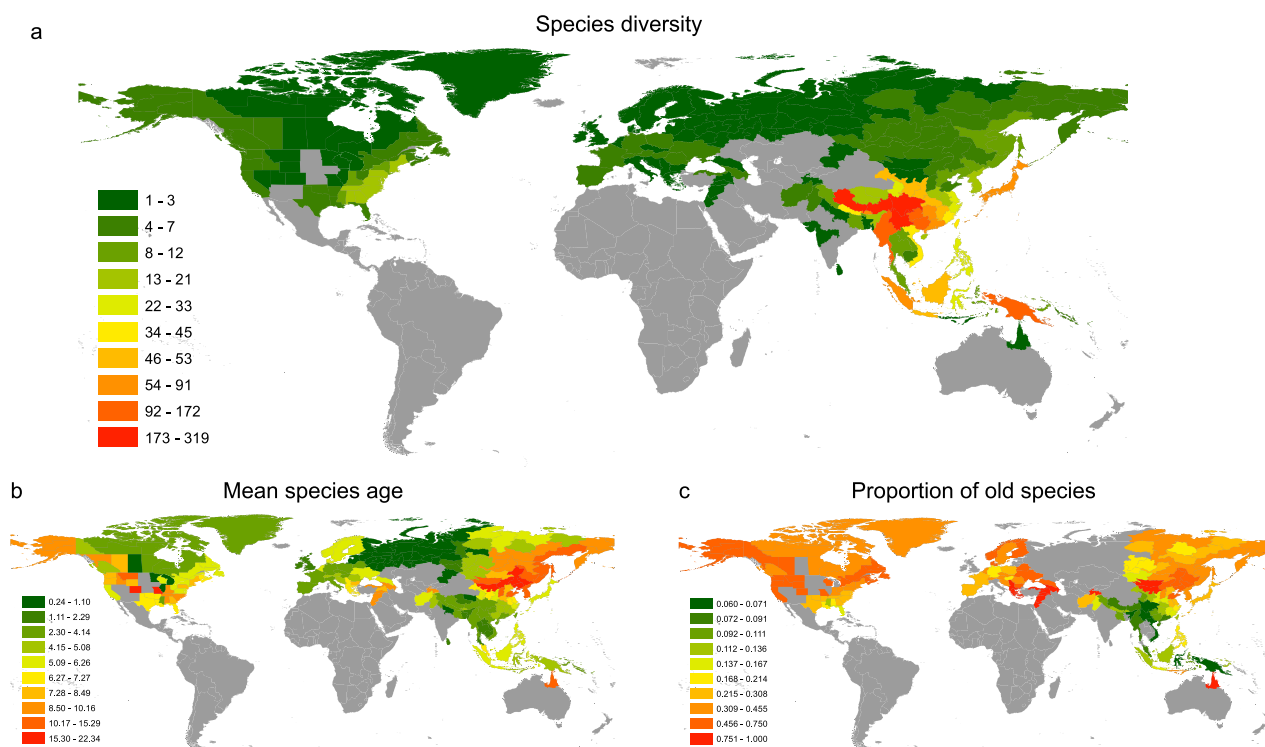 a
Species diversity
1 - 3
4 - 7
8 - 12
13 - 21
22 - 33
34 - 45
46 - 53
54 - 91
92 - 172
173 - 319
b
Mean species age
0.24 - 1.10
1.11 - 2.29
2.30 - 4.14
4.15 - 5.08
5.09 - 6.26
6.27 - 7.27
7.28 - 8.49
8.50 - 10.16
10.17 - 15.29
15.30 - 22.34
c
Proportion of old species
0.060 - 0.071
0.072 - 0.091
0.092 - 0.111
0.112 - 0.136
0.137 - 0.167
0.168 - 0.214
0.215 - 0.308
0.309 - 0.455
0.456 - 0.750
0.751 - 1.000